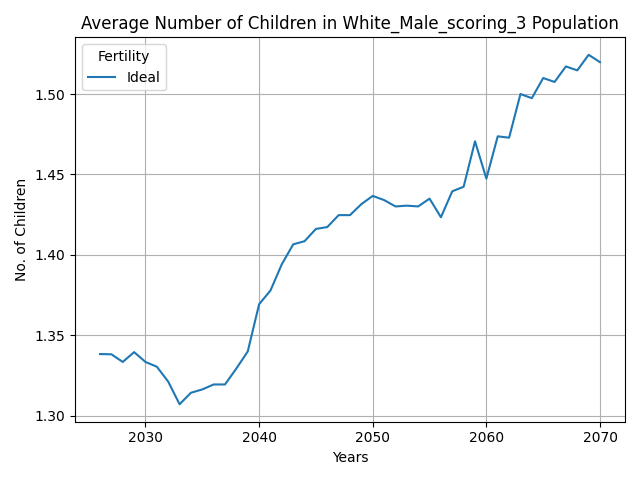 Average Number of Children in White_Male_scoring_3 Population
Fertility
Ideal
No. of Children
1.50
1.45
1.40
1.35
1.30
2030 2040 2050 2060 2070
Years